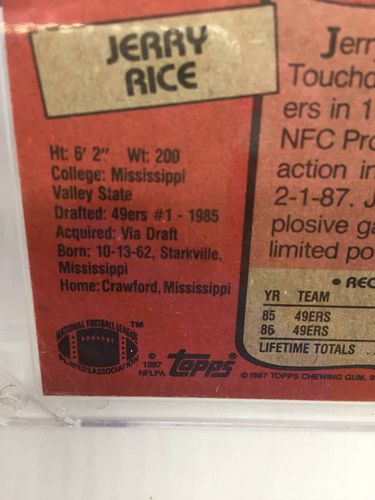 JERRY
RICE
Ht: 6' 2" Wt: 200
College: Mississippi
Valley State
Drafted: 49ers #1 - 1985
Acquired: Via Draft
Born: 10-13-62, Starkville,
Mississippi
Home: Crawford, Mississippi
NATIONAL FOOTBALL LEAGUE
PLAYERS ASSOCIATION
TM
© 1987
NFLPA
topps
Jerr
Touchd
ers in 1
NFC Pro
action in
2-1-87. J
plosive ga
limited po
• REC
YR TEAM
85 49ERS
86 49ERS
LIFETIME TOTALS . .
© 1987 TOPPS CHEWING GUM, IN